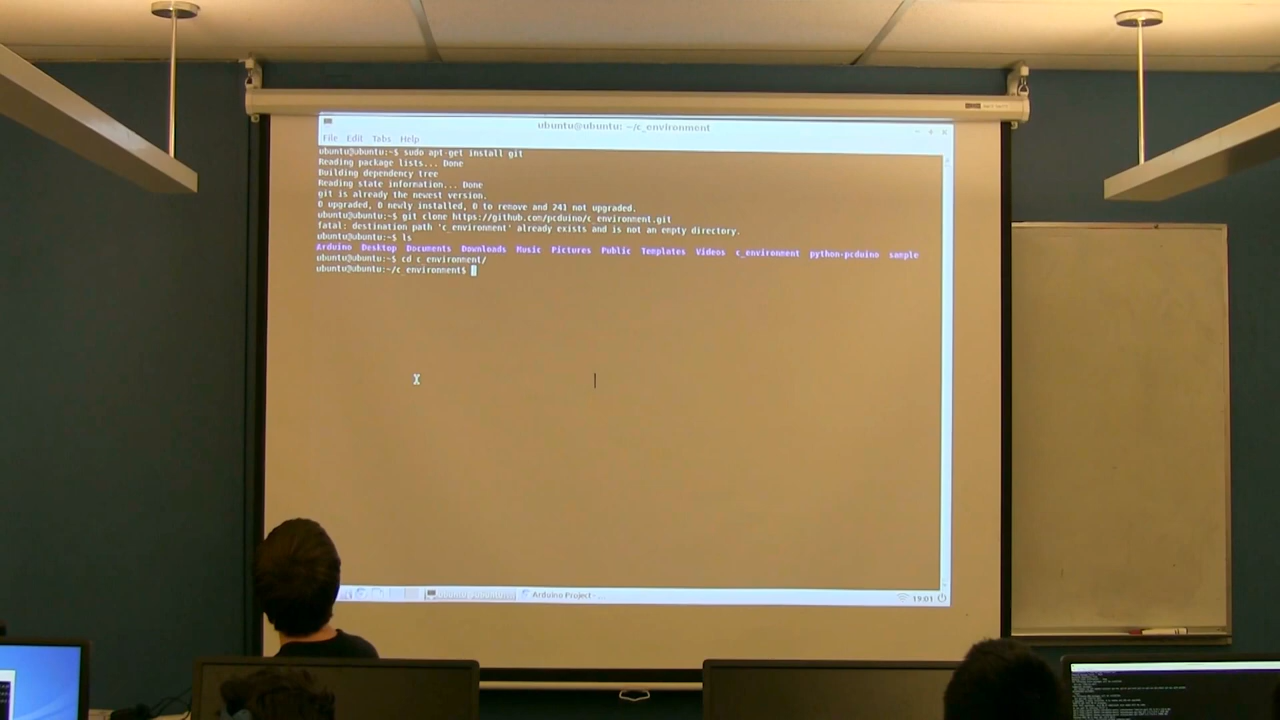 ubuntu@ubuntu: ~/c_environment
File Edit Tabs Help
ubuntu@ubuntu:~$ sudo apt-get install git
Reading package lists... Done
Building dependency tree
Reading state information... Done
git is already the newest version.
0 upgraded, 0 newly installed, 0 to remove and 241 not upgraded.
ubuntu@ubuntu:~$ git clone https://github.com/pcduino/c_environment.git
fatal: destination path 'c_environment' already exists and is not an empty directory.
ubuntu@ubuntu:~$ ls
Arduino Desktop Documents Downloads Music Pictures Public Templates Videos c_environment python-pcduino sample
ubuntu@ubuntu:~$ cd c_environment/
ubuntu@ubuntu:~/c_environment$
Arduino Project - ...
19:01